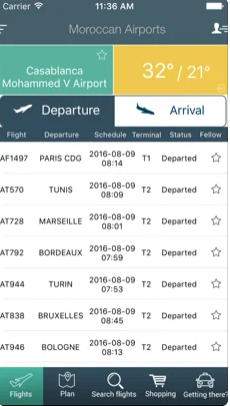 Carrier 11:36 AM
Moroccan Airports
Casablanca
Mohammed V Airport
32° / 21°
Departure Arrival
Flight Departure Schedule Terminal Status Fellow
AF1497 PARIS CDG 2016-08-09 08:14 T1 Departed
AT570 TUNIS 2016-08-09 08:09 T2 Departed
AT728 MARSEILLE 2016-08-09 08:01 T2 Departed
AT792 BORDEAUX 2016-08-09 07:59 T2 Departed
AT944 TURIN 2016-08-09 07:53 T2 Departed
AT838 BRUXELLES 2016-08-09 08:45 T2 Departed
AT946 BOLOGNE 2016-08-09 08:13 T2 Departed
Flights Plan Search flights Shopping Getting there?